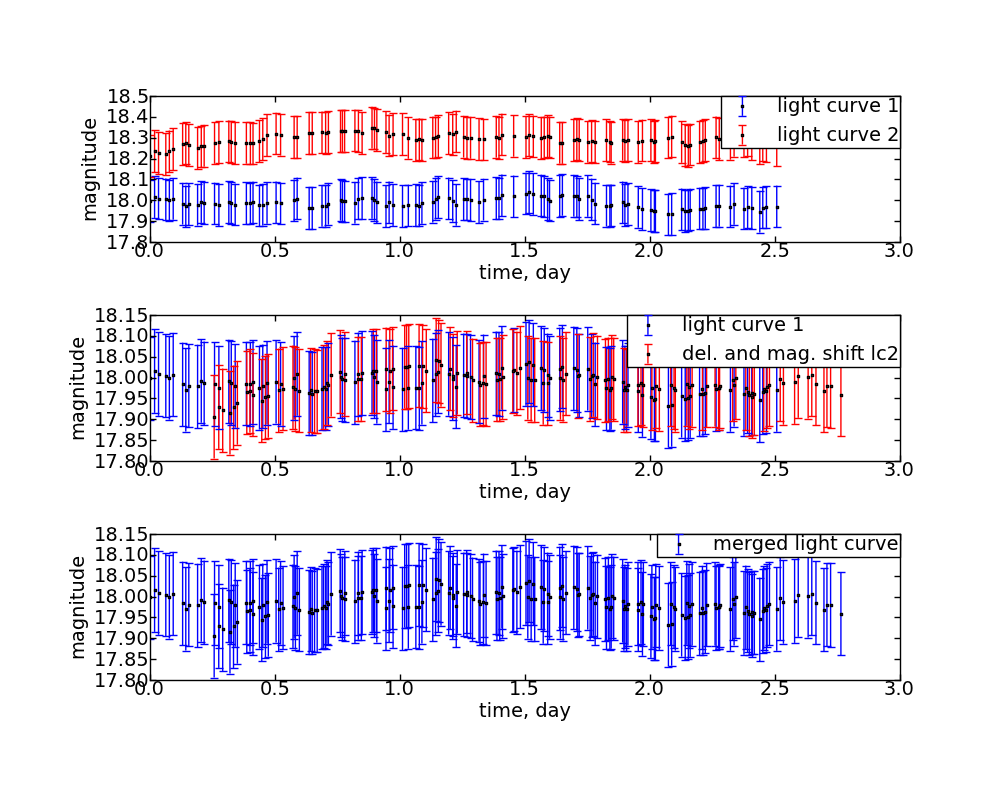 18.5
light curve 1
18.4
18.3
light curve 2
18.2
18.1
18.0
17.9
17.8
magnitude
0.0 0.5 1.0 1.5 2.0 2.5 3.0
time, day
18.15
light curve 1
18.10
18.05
del. and mag. shift lc2
18.00
17.95
17.90
17.85
17.80
magnitude
0.0 0.5 1.0 1.5 2.0 2.5 3.0
time, day
18.15
merged light curve
18.10
18.05
18.00
17.95
17.90
17.85
17.80
magnitude
0.0 0.5 1.0 1.5 2.0 2.5 3.0
time, day